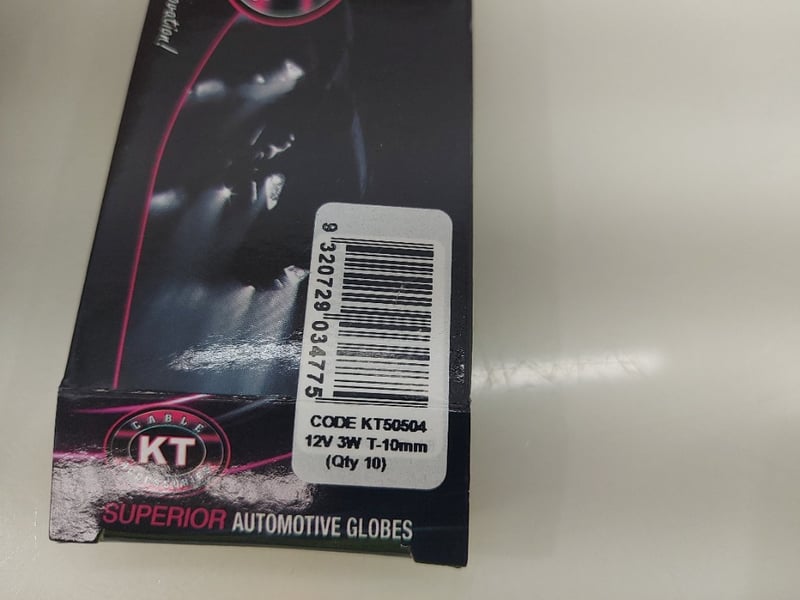 9 320729 034775
CODE KT50504
12V 3W T-10mm
(Qty 10)
CABLE
KT
SUPERIOR AUTOMOTIVE GLOBES